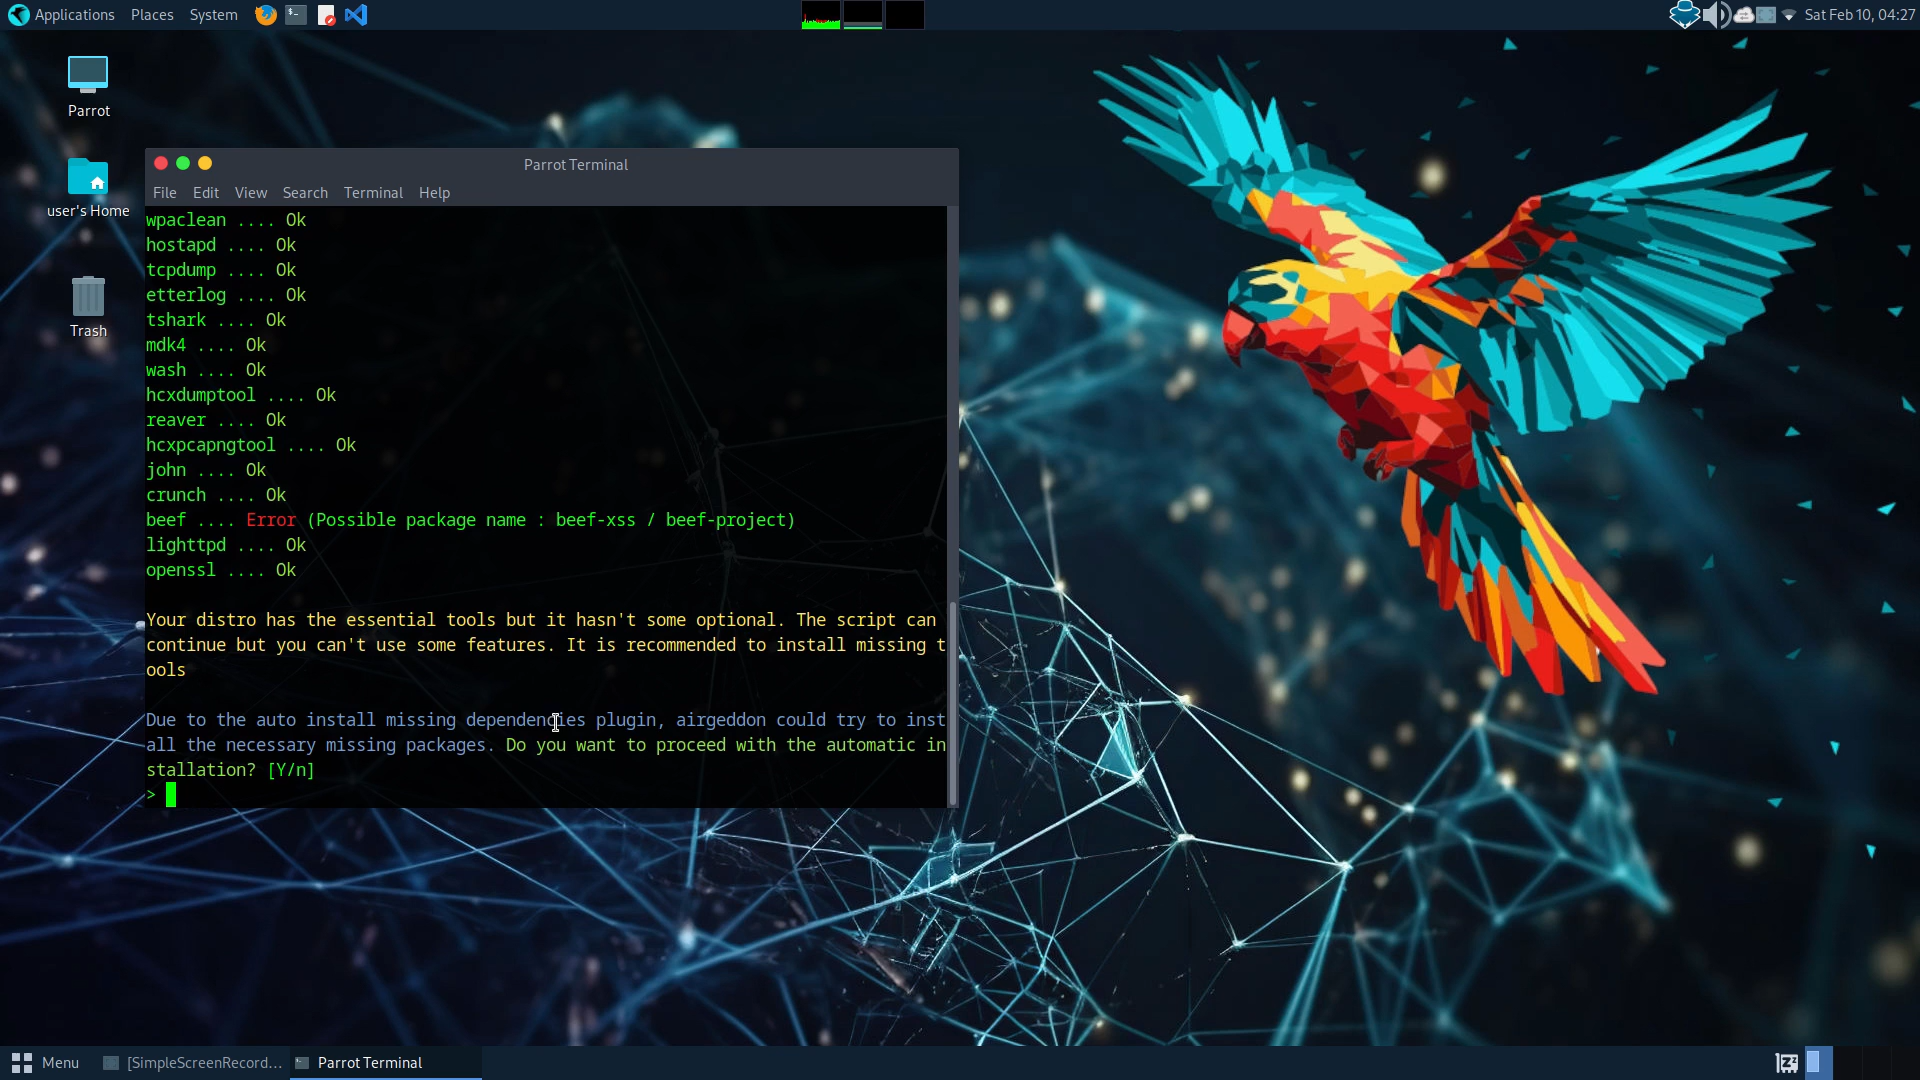 Applications Places System Sat Feb 10, 04:27
Parrot
user's Home
Trash
Parrot Terminal
File Edit View Search Terminal Help
wpaclean .... Ok
hostapd .... Ok
tcpdump .... Ok
etterlog .... Ok
tshark .... Ok
mdk4 .... Ok
wash .... Ok
hcxdumptool .... Ok
reaver .... Ok
hcxpcapngtool .... Ok
john .... Ok
crunch .... Ok
beef .... Error (Possible package name : beef-xss / beef-project)
lighttpd .... Ok
openssl .... Ok
Your distro has the essential tools but it hasn't some optional. The script can
continue but you can't use some features. It is recommended to install missing t
ools
Due to the auto install missing dependencies plugin, airgeddon could try to inst
all the necessary missing packages. Do you want to proceed with the automatic in
stallation? [Y/n]
>
Menu [SimpleScreenRecord... Parrot Terminal